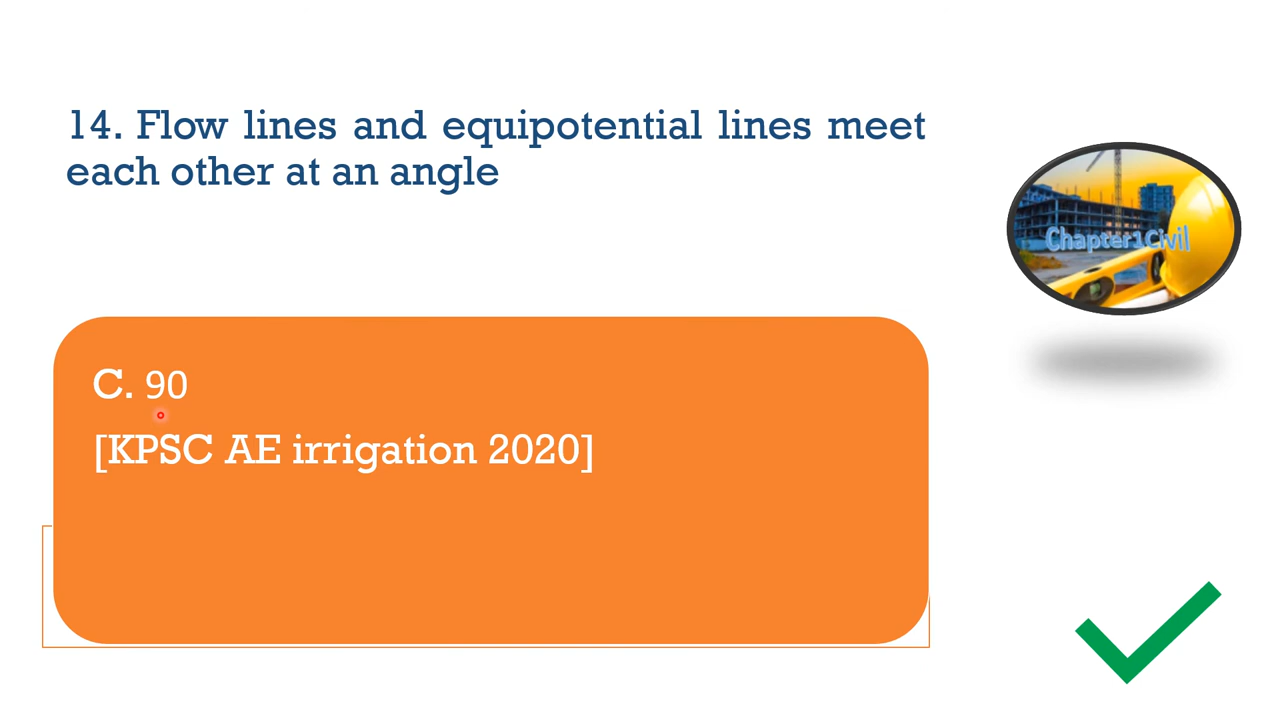 14. Flow lines and equipotential lines meet
each other at an angle
Chapter1Civil
C. 90
[KPSC AE irrigation 2020]